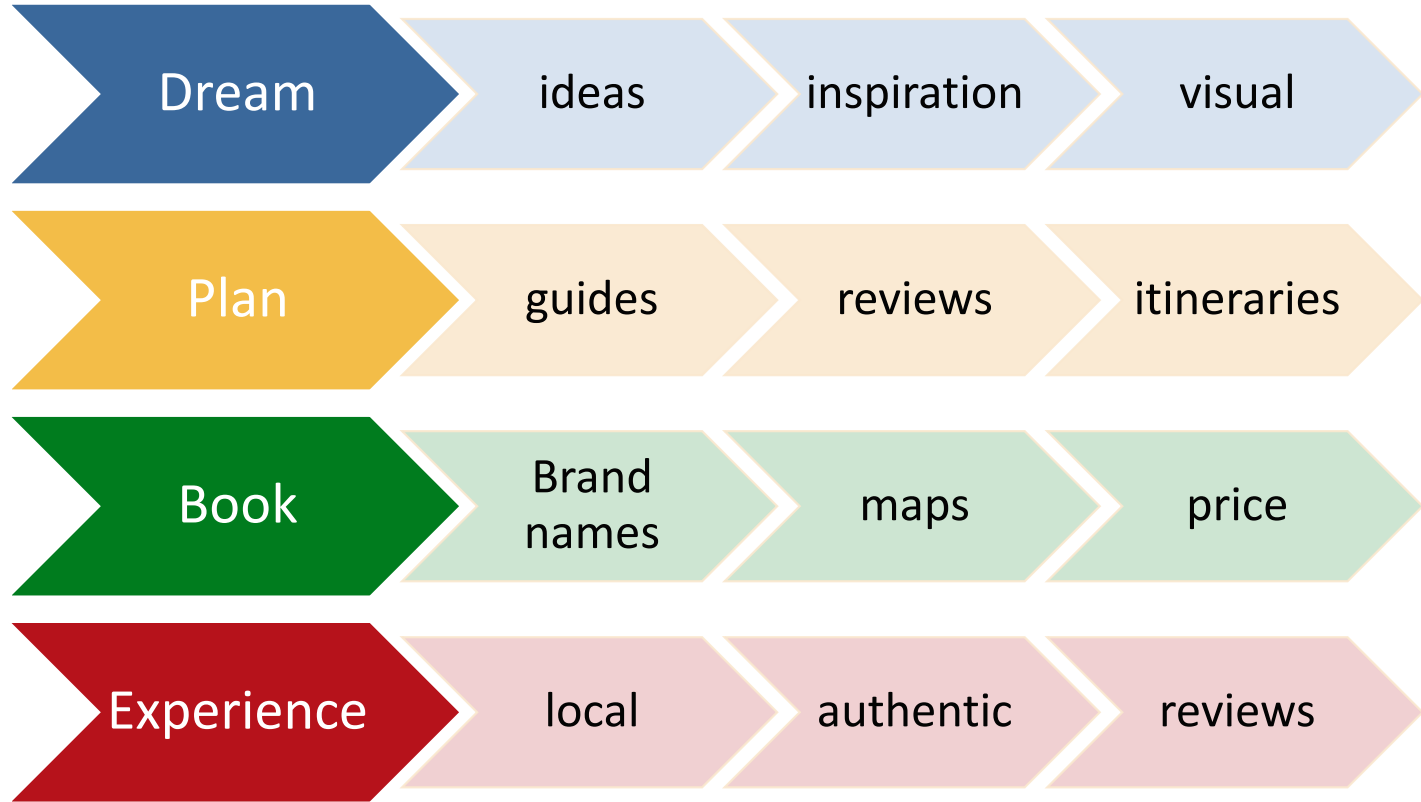 Dream
ideas
inspiration
visual
Plan
guides
reviews
itineraries
Book
Brand
names
maps
price
Experience
local
authentic
reviews